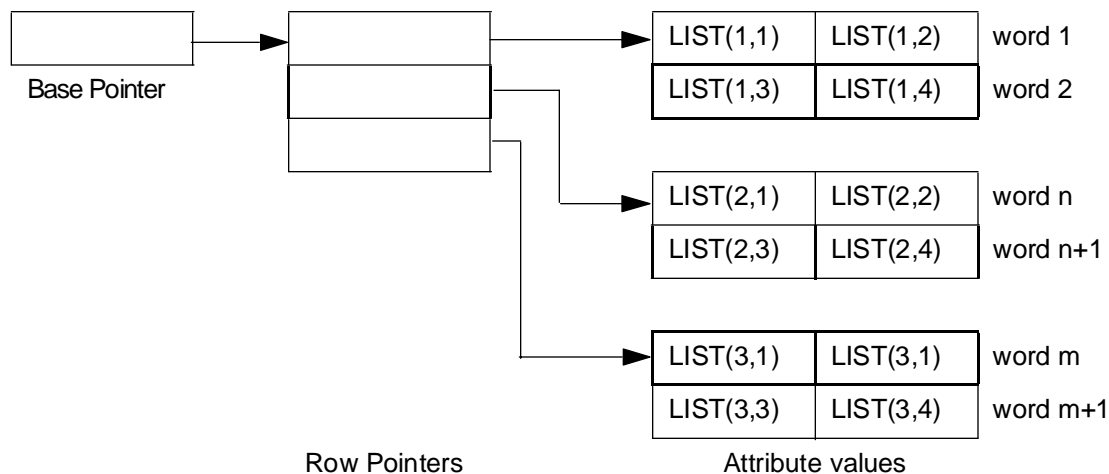 LIST(1,1) LIST(1,2) word 1
Base Pointer LIST(1,3) LIST(1,4) word 2
LIST(2,1) LIST(2,2) word n
LIST(2,3) LIST(2,4) word n+1
LIST(3,1) LIST(3,1) word m
LIST(3,3) LIST(3,4) word m+1
Row Pointers Attribute values